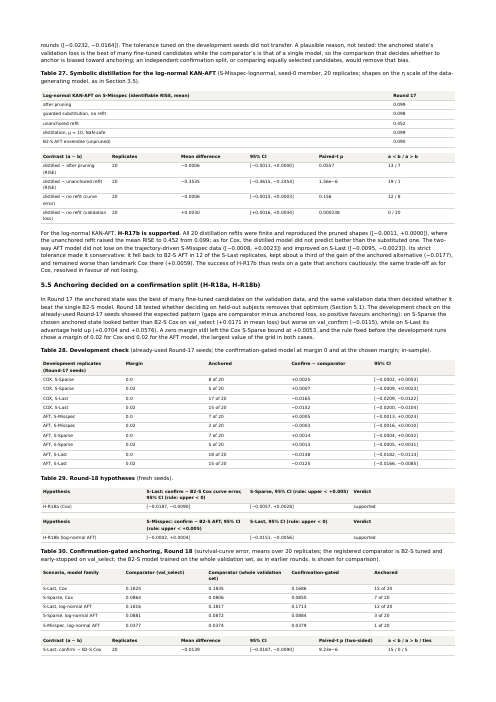 rounds ([−0.0232, −0.0164]). The tolerance tuned on the development seeds did not transfer. A plausible reason, not tested: the anchored state's
validation loss is the best of many fine-tuned candidates while the comparator's is that of a single model, so the comparison that decides whether to
anchor is biased toward anchoring; an independent confirmation split, or comparing equally selected candidates, would remove that bias.
Table 27. Symbolic distillation for the log-normal KAN-AFT (S-Misspec-lognormal, seed-0 member, 20 replicates; shapes on the η scale of the data-
generating model, as in Section 3.5).
Log-normal KAN-AFT on S-Misspec (identifiable RISE, mean) Round 17
after pruning 0.099
guarded substitution, no refit 0.098
unanchored refit 0.452
distillation, μ = 10, Nafe-safe 0.099
B2-S AFT ensemble (unpruned) 0.090
Contrast (a − b) Replicates Mean difference 95% CI Paired-t p a < b / a > b
distilled − after pruning 20 −0.0006 [−0.0011, +0.0000] 0.0557 13 / 7
(RISE)
distilled − unanchored refit 20 −0.3535 [−0.4615, −0.2454] 1.56e−6 19 / 1
(RISE)
distilled − no refit (curve 20 −0.0006 [−0.0015, +0.0003] 0.156 12 / 8
error)
distilled − no refit (validation 20 +0.0030 [+0.0016, +0.0044] 0.000238 0 / 20
loss)
For the log-normal KAN-AFT, H-R17b is supported. All 20 distillation refits were finite and reproduced the pruned shapes ([−0.0011, +0.0000], where
the unanchored refit raised the mean RISE to 0.452 from 0.099; as for Cox, the distilled model did not predict better than the substituted one. The two-
way AFT model did not lose on the trajectory-driven S-Misspec data ([−0.0008, +0.0023]) and improved on S-Last ([−0.0056, −0.0023]). Its strict
tolerance made it conservative: it fell back to B2-S AFT in 12 of the S-Last replicates, kept about a third of the gain of the anchored alternative (−0.0177),
and remained worse than landmark Cox there (+0.0059). The success of H-R17b thus rests on a gate that anchors cautiously: the same trade-off as for
Cox, resolved in favour of not losing.
5.5 Anchoring decided on a confirmation split (H-R18a, H-R18b)
In Round 17 the anchored state was the best of many fine-tuned candidates on the validation data, and the same validation then decided whether it
beat the single B2-S model. Round 18 tested whether deciding on held-out subjects removes that optimism (Section 5.1). The development check on the
already-used Round-17 seeds showed the expected pattern (gaps are comparator minus anchored loss, so positive favours anchoring): on S-Sparse the
chosen anchored state looked better than B2-S Cox on val_select (+0.0171 in mean loss) but worse on val_confirm (−0.0115), while on S-Last its
advantage held up (+0.0704 and +0.0576). A zero margin still left the Cox S-Sparse bound at +0.0053, and the rule fixed before the development runs
chose a margin of 0.02 for Cox and 0.02 for the AFT model, the largest value of the grid in both cases.
Table 28. Development check (already-used Round-17 seeds; the confirmation-gated model at margin 0 and at the chosen margin; in-sample).
Development replicates Margin Anchored Confirm − comparator 95% CI
(Round-17 seeds)
COX, S-Sparse 0.0 8 of 20 +0.0025 [−0.0002, +0.0053]
COX, S-Sparse 0.02 5 of 20 +0.0007 [−0.0009, +0.0023]
COX, S-Last 0.0 17 of 20 −0.0165 [−0.0209, −0.0122]
COX, S-Last 0.02 15 of 20 −0.0152 [−0.0200, −0.0104]
AFT, S-Misspec 0.0 7 of 20 +0.0005 [−0.0013, +0.0024]
AFT, S-Misspec 0.02 2 of 20 −0.0003 [−0.0016, +0.0010]
AFT, S-Sparse 0.0 7 of 20 +0.0014 [−0.0004, +0.0032]
AFT, S-Sparse 0.02 5 of 20 +0.0013 [−0.0005, +0.0031]
AFT, S-Last 0.0 18 of 20 −0.0148 [−0.0182, −0.0114]
AFT, S-Last 0.02 15 of 20 −0.0125 [−0.0166, −0.0085]
Table 29. Round-18 hypotheses (fresh seeds).
Hypothesis S-Last: confirm − B2-S Cox curve error, S-Sparse, 95% CI (rule: upper < +0.005) Verdict
95% CI (rule: upper < 0)
H-R18a (Cox) [−0.0187, −0.0090] [−0.0057, +0.0028] supported
Hypothesis S-Misspec: confirm − B2-S AFT, 95% CI S-Last, 95% CI (rule: upper < 0) Verdict
(rule: upper < +0.005)
H-R18b (log-normal AFT) [−0.0002, +0.0004] [−0.0151, −0.0056] supported
Table 30. Confirmation-gated anchoring, Round 18 (survival-curve error, means over 20 replicates; the registered comparator is B2-S tuned and
early-stopped on val_select; the B2-S model trained on the whole validation set, as in earlier rounds, is shown for comparison).
Scenario, model family Comparator (val_select) Comparator (whole validation Confirmation-gated Anchored
set)
S-Last, Cox 0.1824 0.1835 0.1686 15 of 20
S-Sparse, Cox 0.0864 0.0806 0.0850 7 of 20
S-Last, log-normal AFT 0.1816 0.1817 0.1713 12 of 20
S-Sparse, log-normal AFT 0.0881 0.0872 0.0884 3 of 20
S-Misspec, log-normal AFT 0.0377 0.0374 0.0379 1 of 20
Contrast (a − b) Replicates Mean difference 95% CI Paired-t p (two-sided) a < b / a > b / ties
S-Last: confirm − B2-S Cox 20 −0.0139 [−0.0187, −0.0090] 9.23e−6 15 / 0 / 5